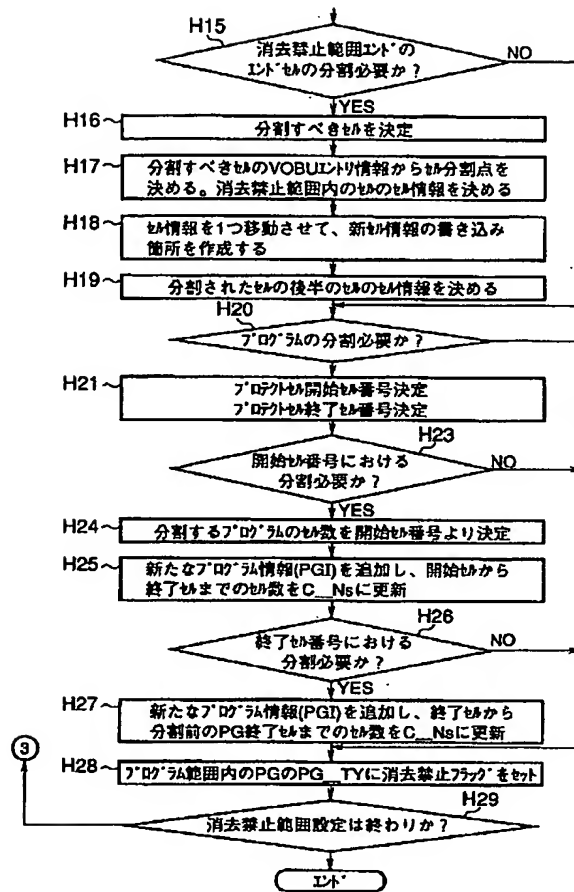 H15
消去禁止範囲エンドの
エンドセルの分割必要か？
NO
YES
H16
分割すべきセルを決定
H17
分割すべきセルのVOBUエントリ情報からセル分割点を
決める。消去禁止範囲内のセルのセル情報を決める
H18
セル情報を1つ移動させて、新セル情報の書き込み
箇所を作成する
H19
分割されたセルの後半のセルのセル情報を決める
H20
プログラムの分割必要か？
H21
プロテクトセル開始セル番号決定
プロテクトセル終了セル番号決定
H23
開始セル番号における
分割必要か？
NO
YES
H24
分割するプログラムのセル数を開始セル番号より決定
H25
新たなプログラム情報(PGI)を追加し、開始セルから
終了セルまでのセル数をC__Nsに更新
H26
終了セル番号における
分割必要か？
NO
YES
H27
新たなプログラム情報(PGI)を追加し、終了セルから
分割前のPG終了セルまでのセル数をC__Nsに更新
3
H28
プログラム範囲内のPGのPG__TYに消去禁止フラッグをセット
H29
消去禁止範囲設定は終わりか？
エンド